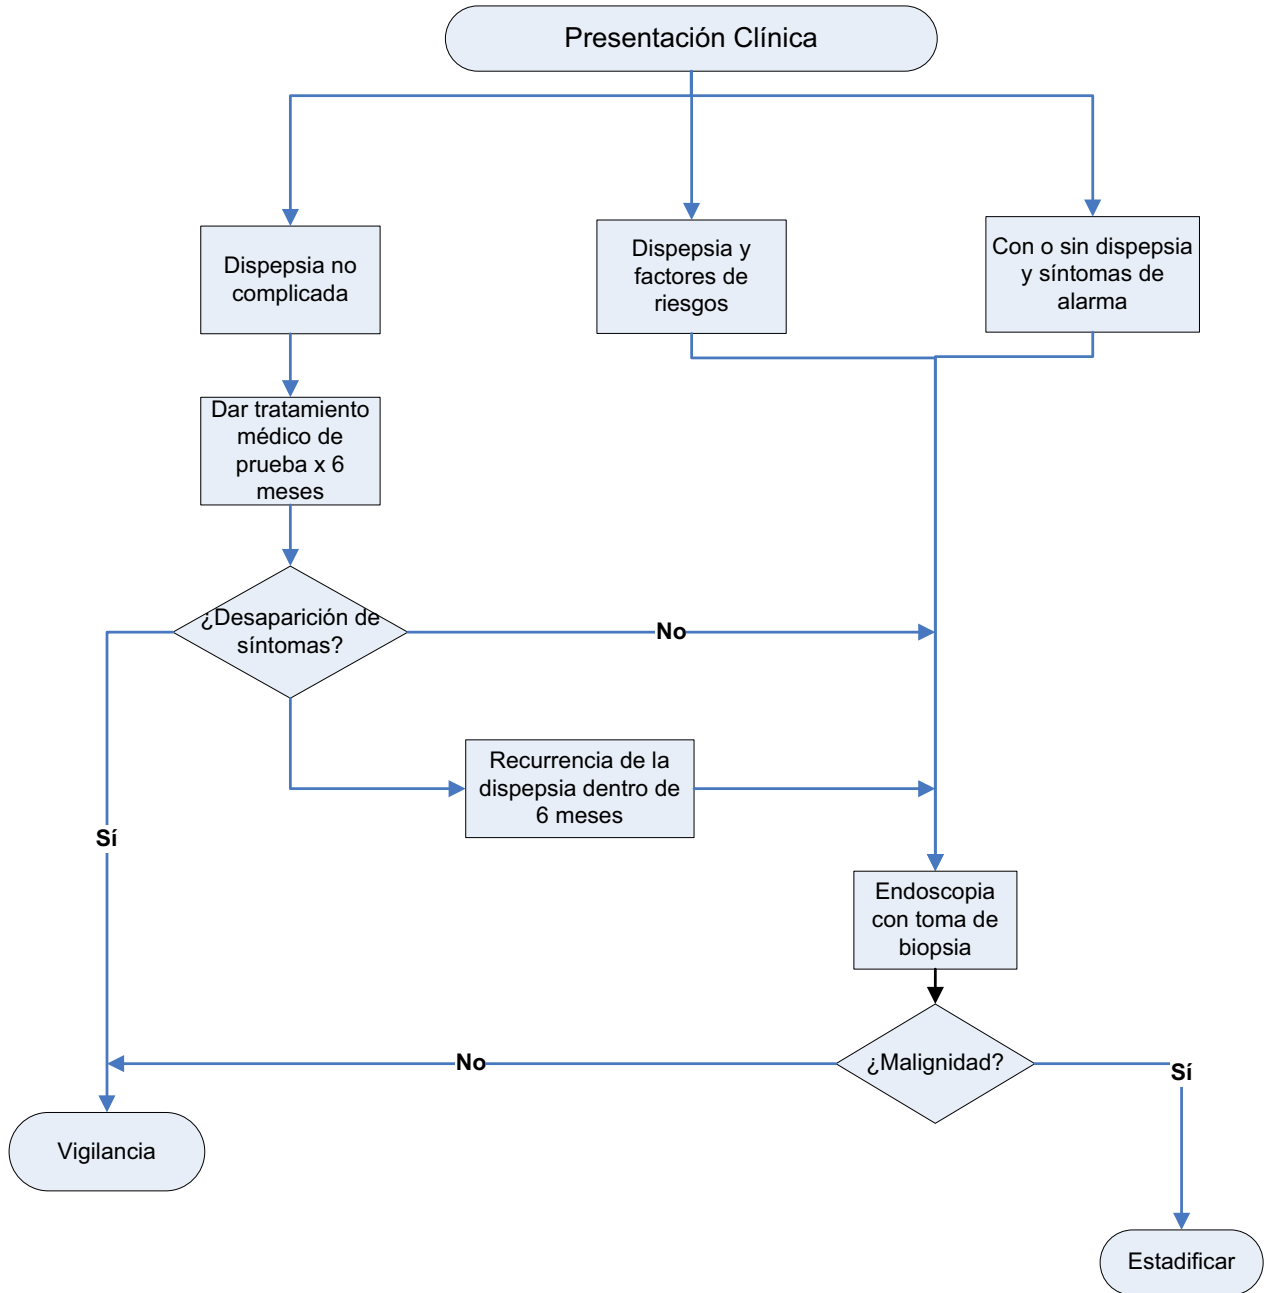 Presentación Clínica
Dispepsia no
complicada
Dispepsia y
factores de
riesgos
Con o sin dispepsia
y síntomas de
alarma
Dar tratamiento
médico de
prueba x 6
meses
¿Desaparición de
síntomas?
No
Recurrencia de la
dispepsia dentro de
6 meses
Sí
Endoscopia
con toma de
biopsia
¿Malignidad?
No
Sí
Vigilancia
Estadificar